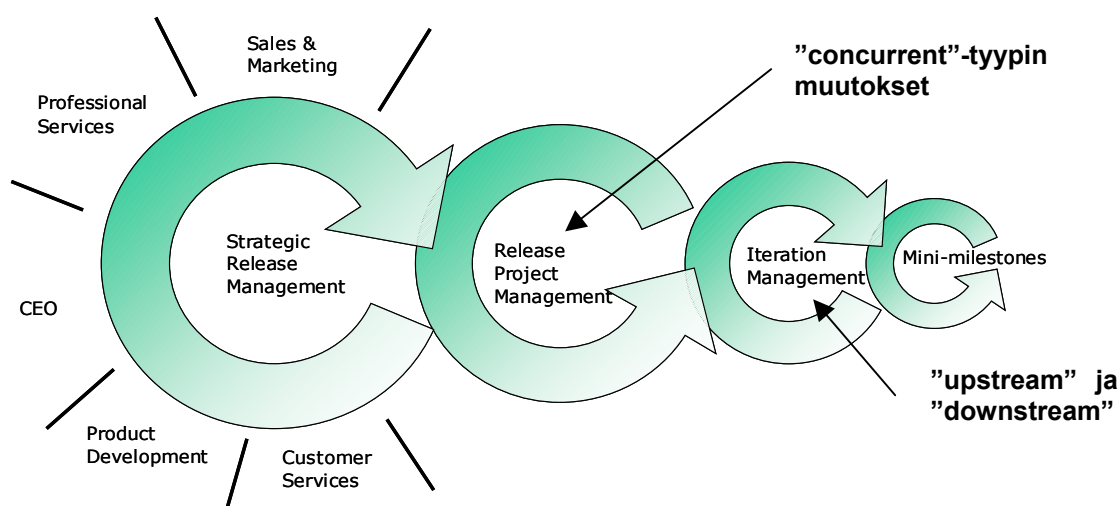 Sales &
Marketing
”concurrent”-tyypin
muutokset
Professional
Services
Strategic
Release
Management
Release
Project
Management
Iteration
Management
Mini-milestones
CEO
”upstream” ja
”downstream”
Product
Development
Customer
Services